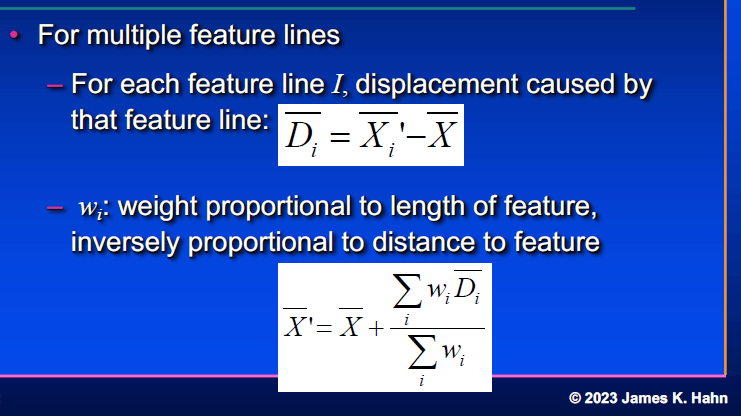 • For multiple feature lines
– For each feature line I, displacement caused by
that feature line:
$\overline{D_i} = \overline{X_i}' - \overline{X}$
– w_i: weight proportional to length of feature,
inversely proportional to distance to feature
$\overline{X}' = \overline{X} + \frac{\sum_i w_i \overline{D_i}}{\sum_i w_i}$
© 2023 James K. Hahn